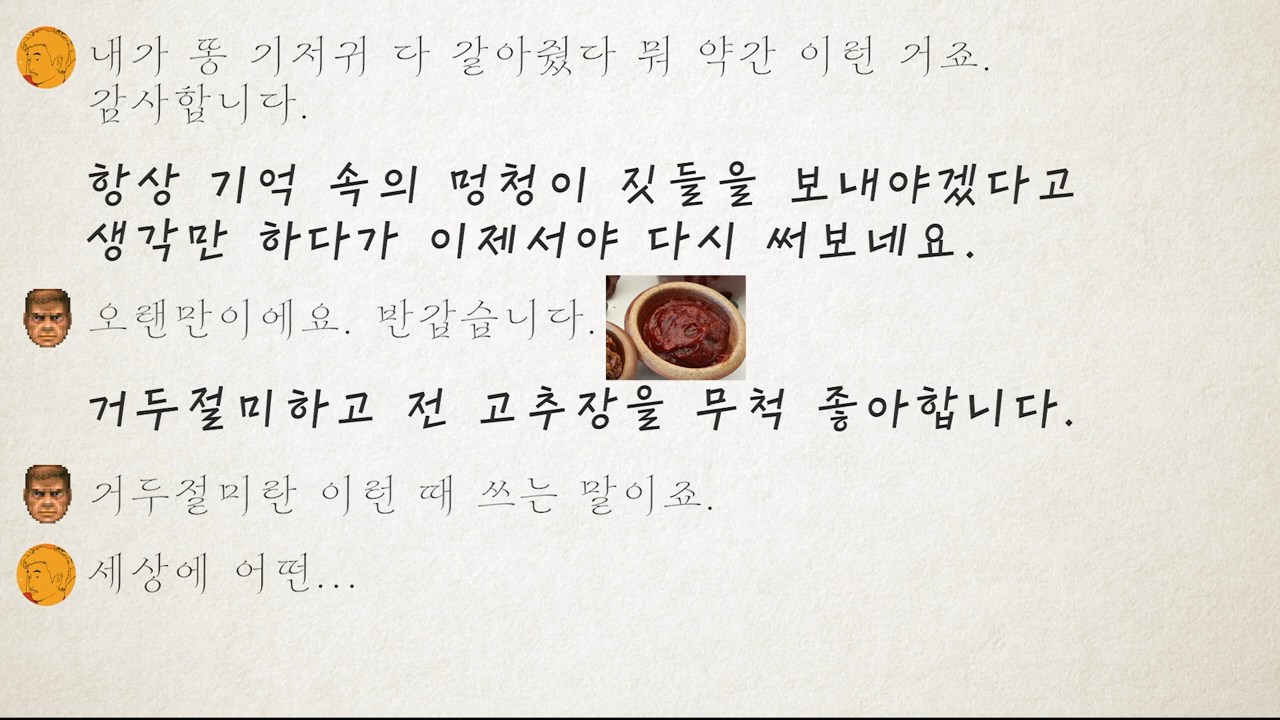 내가 똥 기저귀 다 갈아줬다 뭐 약간 이런 거죠.
감사합니다.
항상 기억 속의 멍청이 짓들을 보내야겠다고
생각만 하다가 이제서야 다시 써보네요.
오랜만이에요. 반갑습니다.
거두절미하고 전 고추장을 무척 좋아합니다.
거두절미란 이런 때 쓰는 말이죠.
세상에 어떤...